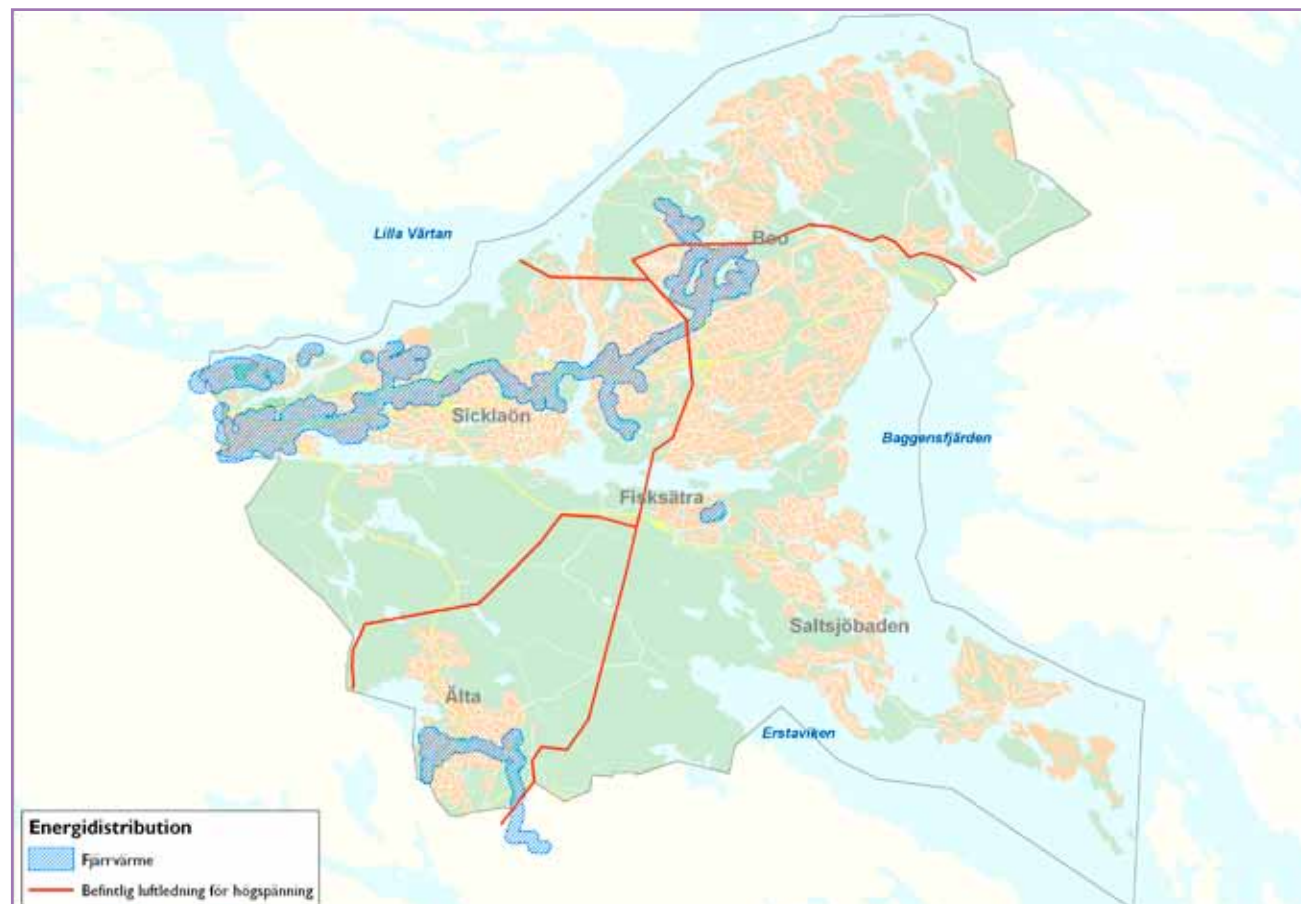 Lilla Värtan
Boo
Sicklaön
Baggensfjärden
Fisksätra
Saltsjöbaden
Älta
Erstaviken
Energidistribution
Fjärrvärme
Befintlig luftledning för högspänning